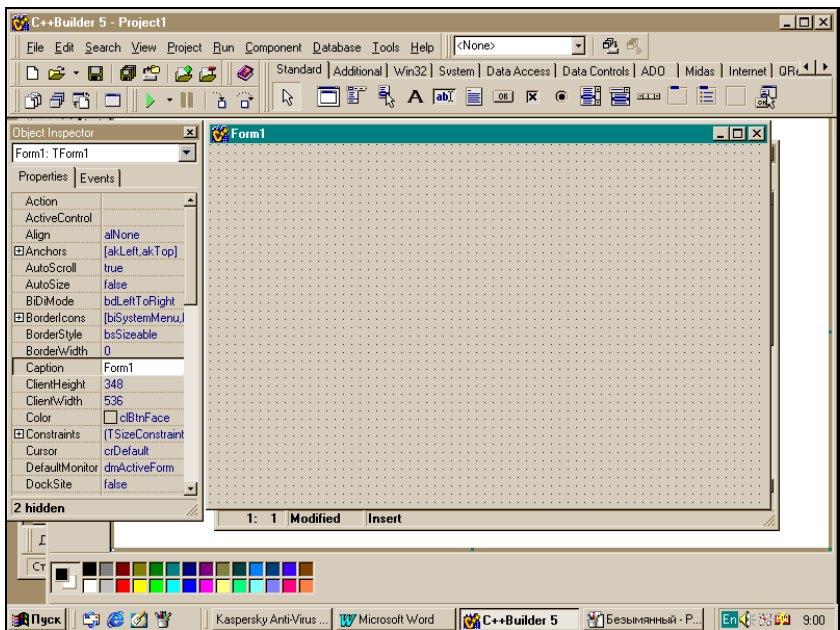 C++Builder 5 - Project1
File Edit Search View Project Run Component Database Tools Help <None>
Standard Additional Win32 System Data Access Data Controls ADO Midas Internet QRe
Object Inspector
Form1: TForm1
Properties Events
Action
ActiveControl
Align alNone
Anchors [akLeft,akTop]
AutoScroll true
AutoSize false
BiDiMode bdLeftToRight
BorderIcons [biSystemMenu,
BorderStyle bsSizeable
BorderWidth 0
Caption Form1
ClientHeight 348
ClientWidth 536
Color clBtnFace
Constraints (TSizeConstraint
Cursor crDefault
DefaultMonitor dmActiveForm
DockSite false
2 hidden
Form1
1: 1 Modified Insert
Ст
Пуск Kaspersky Anti-Virus ... Microsoft Word C++Builder 5 Безымянный - P... En 9:00